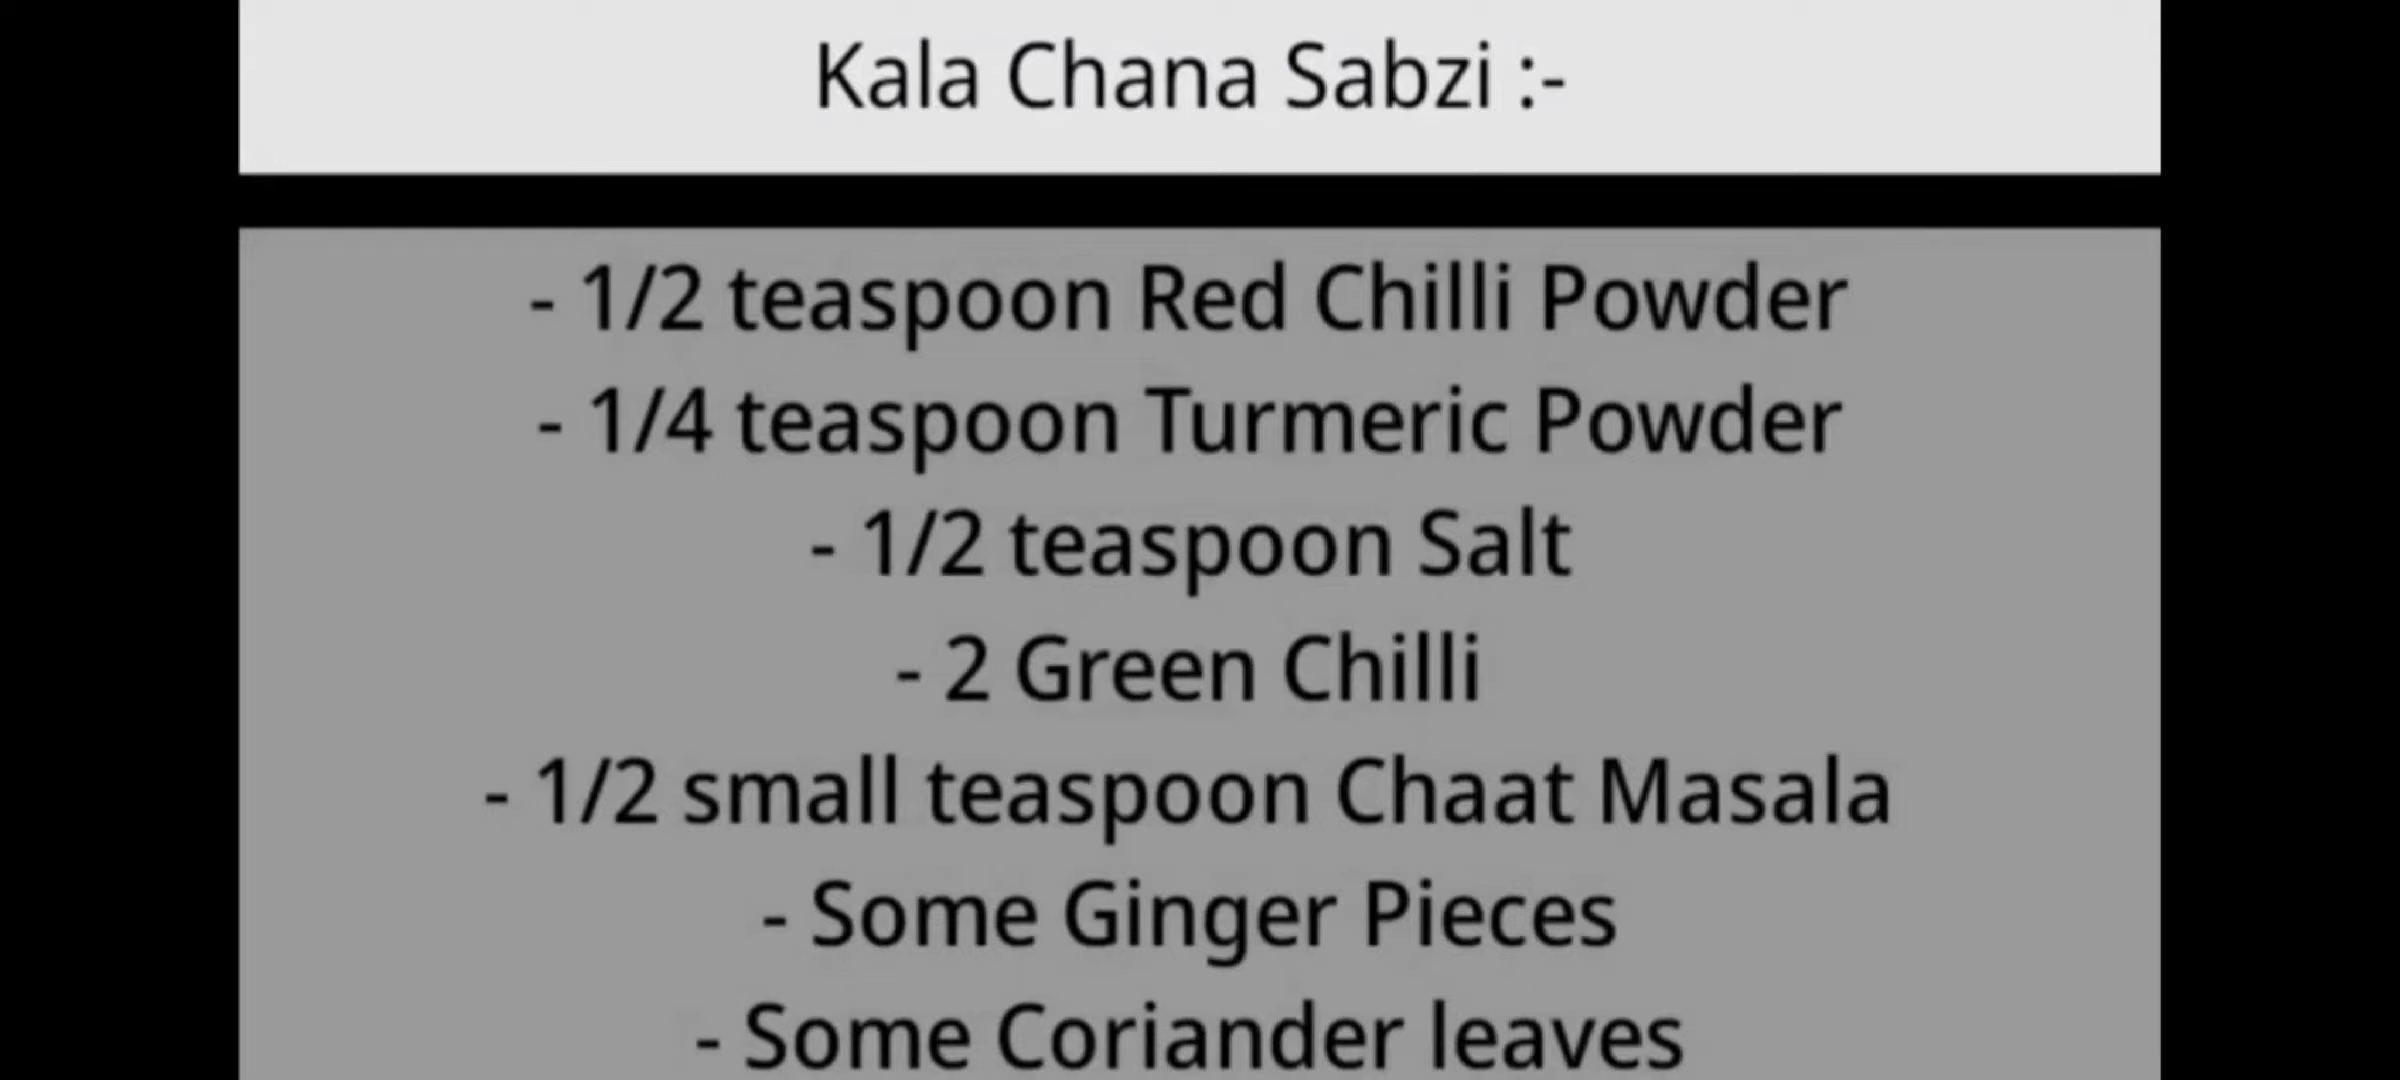 Kala Chana Sabzi :-
- 1/2 teaspoon Red Chilli Powder
- 1/4 teaspoon Turmeric Powder
- 1/2 teaspoon Salt
- 2 Green Chilli
- 1/2 small teaspoon Chaat Masala
- Some Ginger Pieces
- Some Coriander leaves